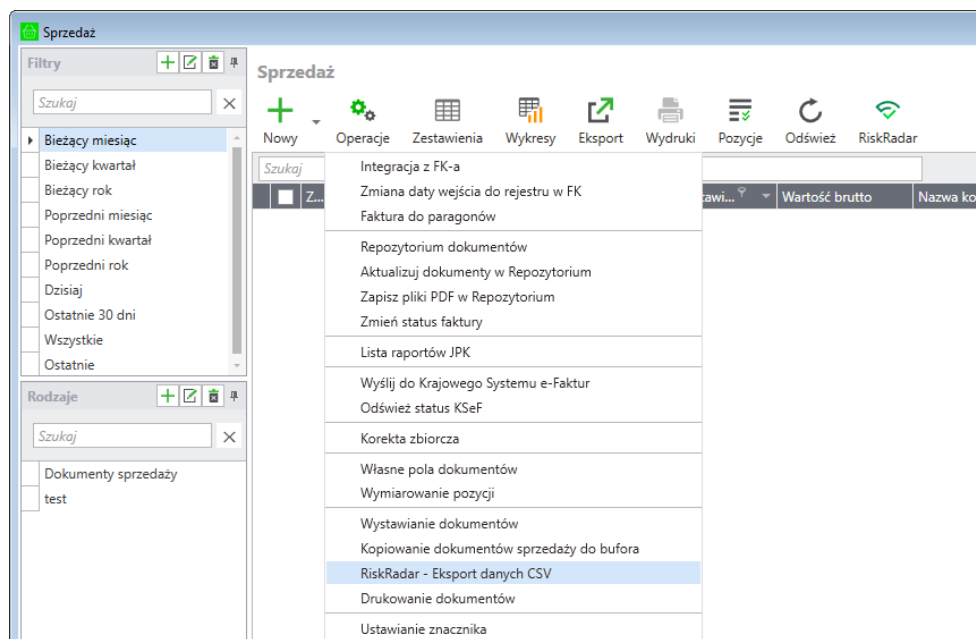 Sprzedaż
Filtry
Szukaj
Bieżący miesiąc
Bieżący kwartał
Bieżący rok
Poprzedni miesiąc
Poprzedni kwartał
Poprzedni rok
Dzisiaj
Ostatnie 30 dni
Wszystkie
Ostatnie
Rodzaje
Szukaj
Dokumenty sprzedaży
test
Sprzedaż
Nowy Operacje Zestawienia Wykresy Eksport Wydruki Pozycje Odśwież RiskRadar
Szukaj
Z... tawi... Wartość brutto Nazwa ko
Integracja z FK-a
Zmiana daty wejścia do rejestru w FK
Faktura do paragonów
Repozytorium dokumentów
Aktualizuj dokumenty w Repozytorium
Zapisz pliki PDF w Repozytorium
Zmień status faktury
Lista raportów JPK
Wyślij do Krajowego Systemu e-Faktur
Odśwież status KSeF
Korekta zbiorcza
Własne pola dokumentów
Wymiarowanie pozycji
Wystawianie dokumentów
Kopiowanie dokumentów sprzedaży do bufora
RiskRadar - Eksport danych CSV
Drukowanie dokumentów
Ustawianie znacznika